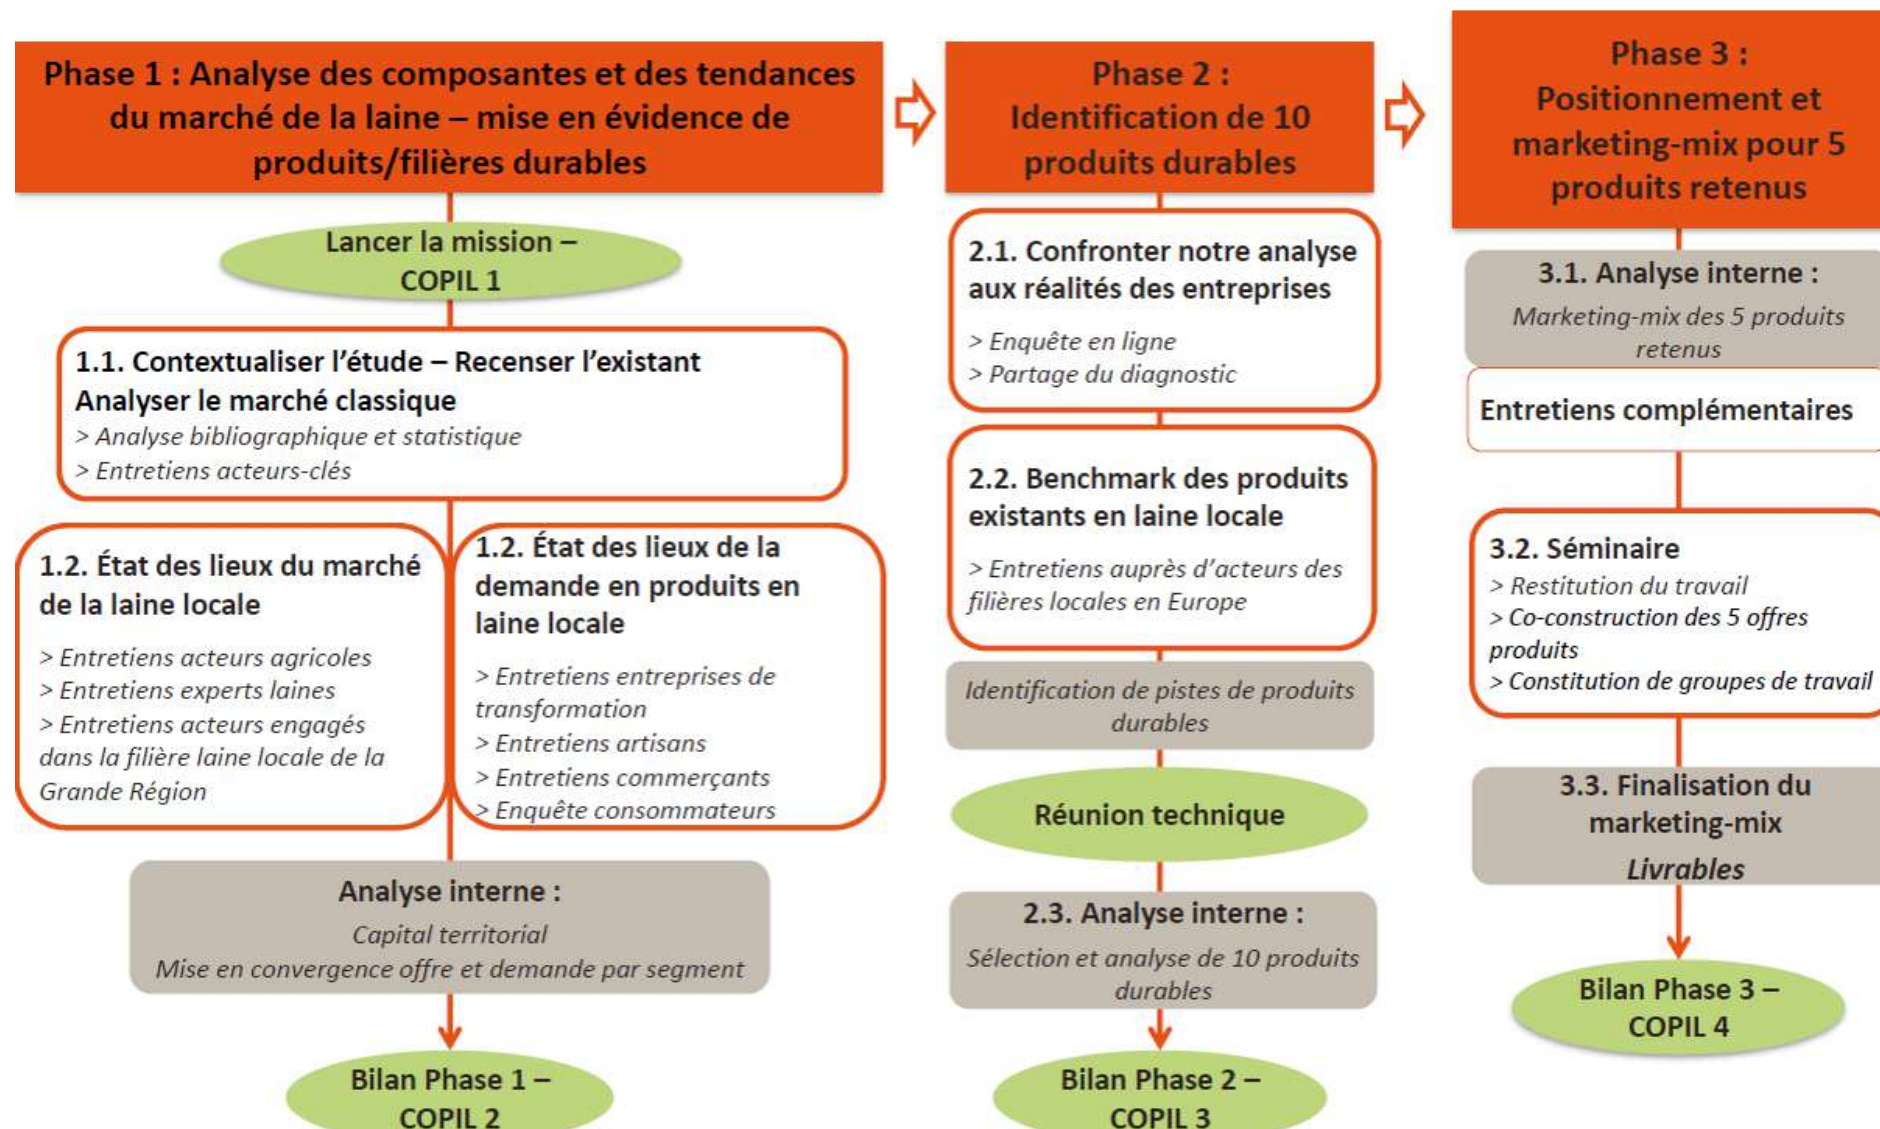 Phase 1 : Analyse des composantes et des tendances
du marché de la laine – mise en évidence de
produits/filières durables
Lancer la mission –
COPIL 1
1.1. Contextualiser l'étude – Recenser l'existant
Analyser le marché classique
> Analyse bibliographique et statistique
> Entretiens acteurs-clés
1.2. État des lieux du marché
de la laine locale
> Entretiens acteurs agricoles
> Entretiens experts laines
> Entretiens acteurs engagés
dans la filière laine locale de la
Grande Région
1.2. État des lieux de la
demande en produits en
laine locale
> Entretiens entreprises de
transformation
> Entretiens artisans
> Entretiens commerçants
> Enquête consommateurs
Analyse interne :
Capital territorial
Mise en convergence offre et demande par segment
Bilan Phase 1 –
COPIL 2
Phase 2 :
Identification de 10
produits durables
2.1. Confronter notre analyse
aux réalités des entreprises
> Enquête en ligne
> Partage du diagnostic
2.2. Benchmark des produits
existants en laine locale
> Entretiens auprès d'acteurs des
filières locales en Europe
Identification de pistes de produits
durables
Réunion technique
2.3. Analyse interne :
Sélection et analyse de 10 produits
durables
Bilan Phase 2 –
COPIL 3
Phase 3 :
Positionnement et
marketing-mix pour 5
produits retenus
3.1. Analyse interne :
Marketing-mix des 5 produits
retenus
Entretiens complémentaires
3.2. Séminaire
> Restitution du travail
> Co-construction des 5 offres
produits
> Constitution de groupes de travail
3.3. Finalisation du
marketing-mix
Livrables
Bilan Phase 3 –
COPIL 4